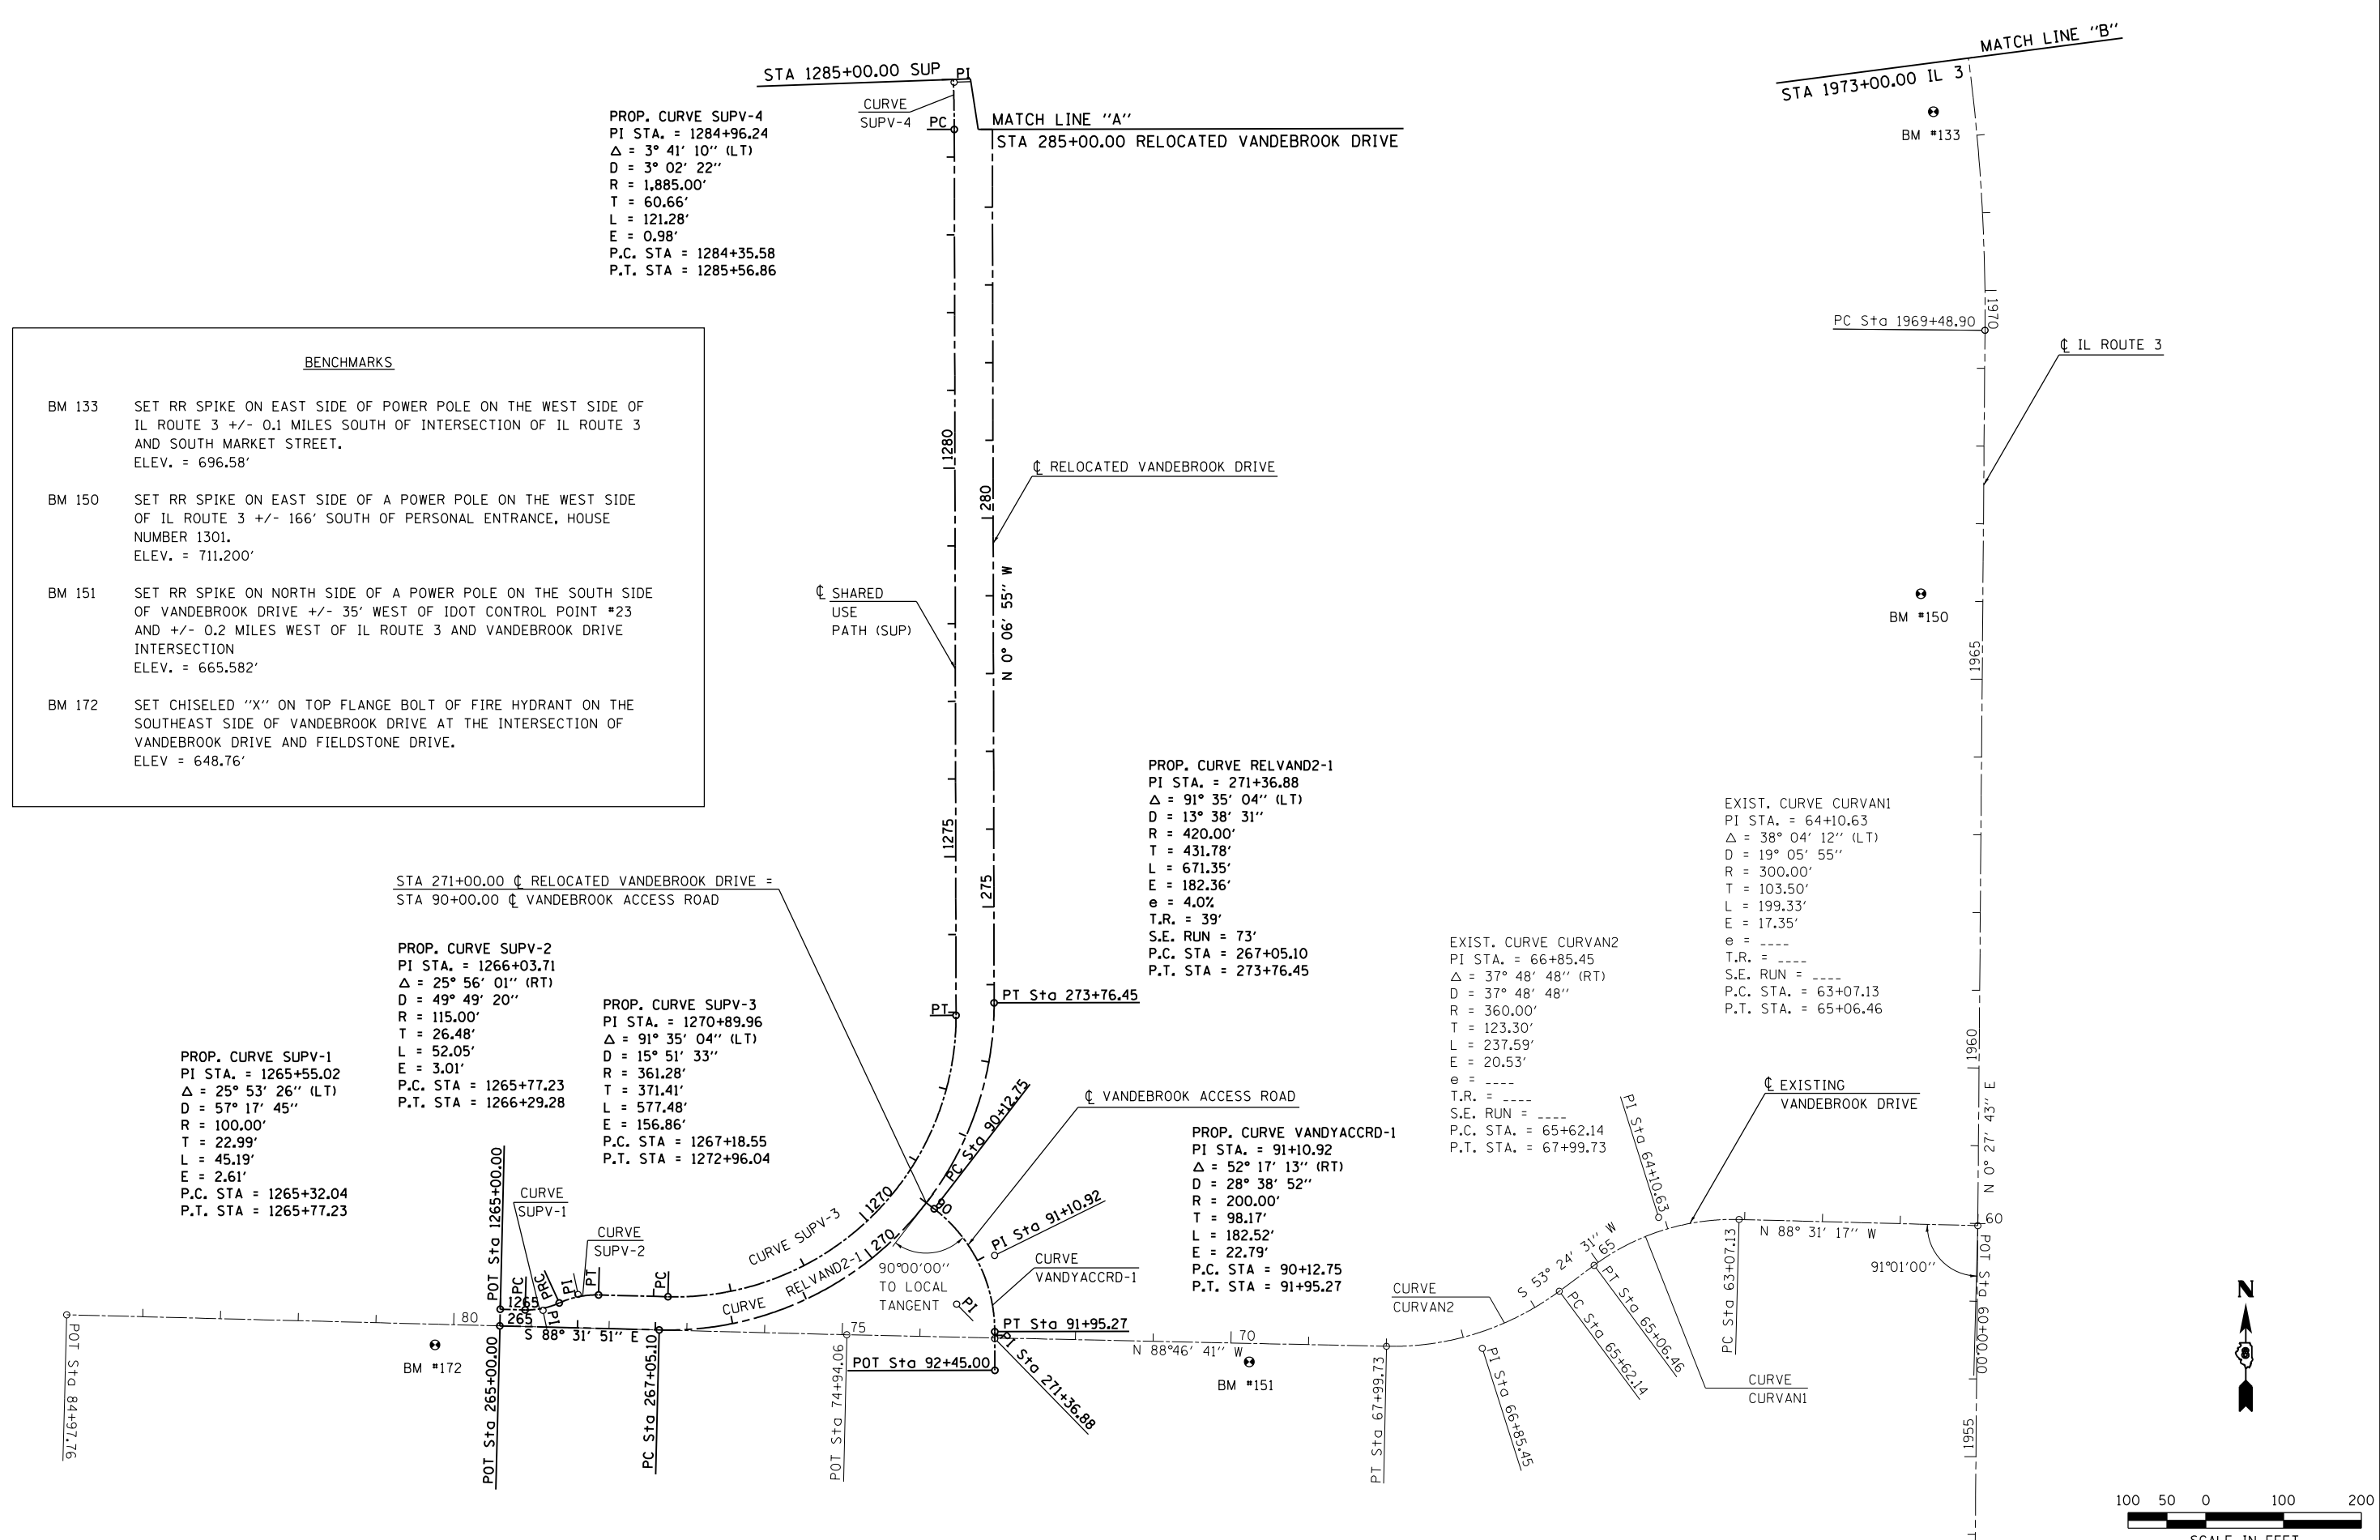 MATCH LINE "B"
STA 1973+00.00 IL 3
BM #133
STA 1285+00.00 SUP
PI
CURVE
SUPV-4
PC
MATCH LINE "A"
STA 285+00.00 RELOCATED VANDEBROOK DRIVE
PROP. CURVE SUPV-4
PI STA. = 1284+96.24
Δ = 3° 41' 10" (LT)
D = 3° 02' 22"
R = 1,885.00'
T = 60.66'
L = 121.28'
E = 0.98'
P.C. STA = 1284+35.58
P.T. STA = 1285+56.86
1970
PC Sta 1969+48.90
℄ IL ROUTE 3
BENCHMARKS
BM 133 SET RR SPIKE ON EAST SIDE OF POWER POLE ON THE WEST SIDE OF
IL ROUTE 3 +/- 0.1 MILES SOUTH OF INTERSECTION OF IL ROUTE 3
AND SOUTH MARKET STREET.
ELEV. = 696.58'
BM 150 SET RR SPIKE ON EAST SIDE OF A POWER POLE ON THE WEST SIDE
OF IL ROUTE 3 +/- 166' SOUTH OF PERSONAL ENTRANCE, HOUSE
NUMBER 1301.
ELEV. = 711.200'
BM 151 SET RR SPIKE ON NORTH SIDE OF A POWER POLE ON THE SOUTH SIDE
OF VANDEBROOK DRIVE +/- 35' WEST OF IDOT CONTROL POINT #23
AND +/- 0.2 MILES WEST OF IL ROUTE 3 AND VANDEBROOK DRIVE
INTERSECTION
ELEV. = 665.582'
BM 172 SET CHISELED "X" ON TOP FLANGE BOLT OF FIRE HYDRANT ON THE
SOUTHEAST SIDE OF VANDEBROOK DRIVE AT THE INTERSECTION OF
VANDEBROOK DRIVE AND FIELDSTONE DRIVE.
ELEV = 648.76'
1280
280
℄ RELOCATED VANDEBROOK DRIVE
N 0° 06' 55" W
℄ SHARED
USE
PATH (SUP)
BM #150
1965
1275
275
PROP. CURVE RELVAND2-1
PI STA. = 271+36.88
Δ = 91° 35' 04" (LT)
D = 13° 38' 31"
R = 420.00'
T = 431.78'
L = 671.35'
E = 182.36'
e = 4.0%
T.R. = 39'
S.E. RUN = 73'
P.C. STA = 267+05.10
P.T. STA = 273+76.45
EXIST. CURVE CURVAN1
PI STA. = 64+10.63
Δ = 38° 04' 12" (LT)
D = 19° 05' 55"
R = 300.00'
T = 103.50'
L = 199.33'
E = 17.35'
e = ----
T.R. = ----
S.E. RUN = ----
P.C. STA. = 63+07.13
P.T. STA. = 65+06.46
STA 271+00.00 ℄ RELOCATED VANDEBROOK DRIVE =
STA 90+00.00 ℄ VANDEBROOK ACCESS ROAD
PROP. CURVE SUPV-2
PI STA. = 1266+03.71
Δ = 25° 56' 01" (RT)
D = 49° 49' 20"
R = 115.00'
T = 26.48'
L = 52.05'
E = 3.01'
P.C. STA = 1265+77.23
P.T. STA = 1266+29.28
PROP. CURVE SUPV-3
PI STA. = 1270+89.96
Δ = 91° 35' 04" (LT)
D = 15° 51' 33"
R = 361.28'
T = 371.41'
L = 577.48'
E = 156.86'
P.C. STA = 1267+18.55
P.T. STA = 1272+96.04
EXIST. CURVE CURVAN2
PI STA. = 66+85.45
Δ = 37° 48' 48" (RT)
D = 37° 48' 48"
R = 360.00'
T = 123.30'
L = 237.59'
E = 20.53'
e = ----
T.R. = ----
S.E. RUN = ----
P.C. STA. = 65+62.14
P.T. STA. = 67+99.73
PT
PT Sta 273+76.45
PROP. CURVE SUPV-1
PI STA. = 1265+55.02
Δ = 25° 53' 26" (LT)
D = 57° 17' 45"
R = 100.00'
T = 22.99'
L = 45.19'
E = 2.61'
P.C. STA = 1265+32.04
P.T. STA = 1265+77.23
1960
N 0° 27' 43" E
℄ EXISTING
VANDEBROOK DRIVE
℄ VANDEBROOK ACCESS ROAD
PROP. CURVE VANDYACCRD-1
PI STA. = 91+10.92
Δ = 52° 17' 13" (RT)
D = 28° 38' 52"
R = 200.00'
T = 98.17'
L = 182.52'
E = 22.79'
P.C. STA = 90+12.75
P.T. STA = 91+95.27
PC Sta 90+12.75
PI Sta 91+10.92
PI Sta 64+10.63
POT Sta 1265+00.00
CURVE
SUPV-1
CURVE
SUPV-2
CURVE SUPV-3
1270
90
270
CURVE RELVAND2-1
90°00'00"
TO LOCAL
TANGENT
CURVE
VANDYACCRD-1
PI
PC
PRC
PI
PT
PC
PI
1265
265
S 88° 31' 51" E
80
75
70
65
60
N 88° 31' 17" W
91°01'00"
S 53° 24' 31" W
PT Sta 91+95.27
POT Sta 92+45.00
PI Sta 271+36.88
N 88°46' 41" W
BM #172
BM #151
CURVE
CURVAN2
CURVE
CURVAN1
POT Sta 84+97.76
POT Sta 265+00.00
PC Sta 267+05.10
POT Sta 74+94.06
PT Sta 67+99.73
PI Sta 66+85.45
PC Sta 65+62.14
PT Sta 65+06.46
PC Sta 63+07.13
POT Sta 60+00.00
1955
N
100 50 0 100 200
SCALE IN FEET